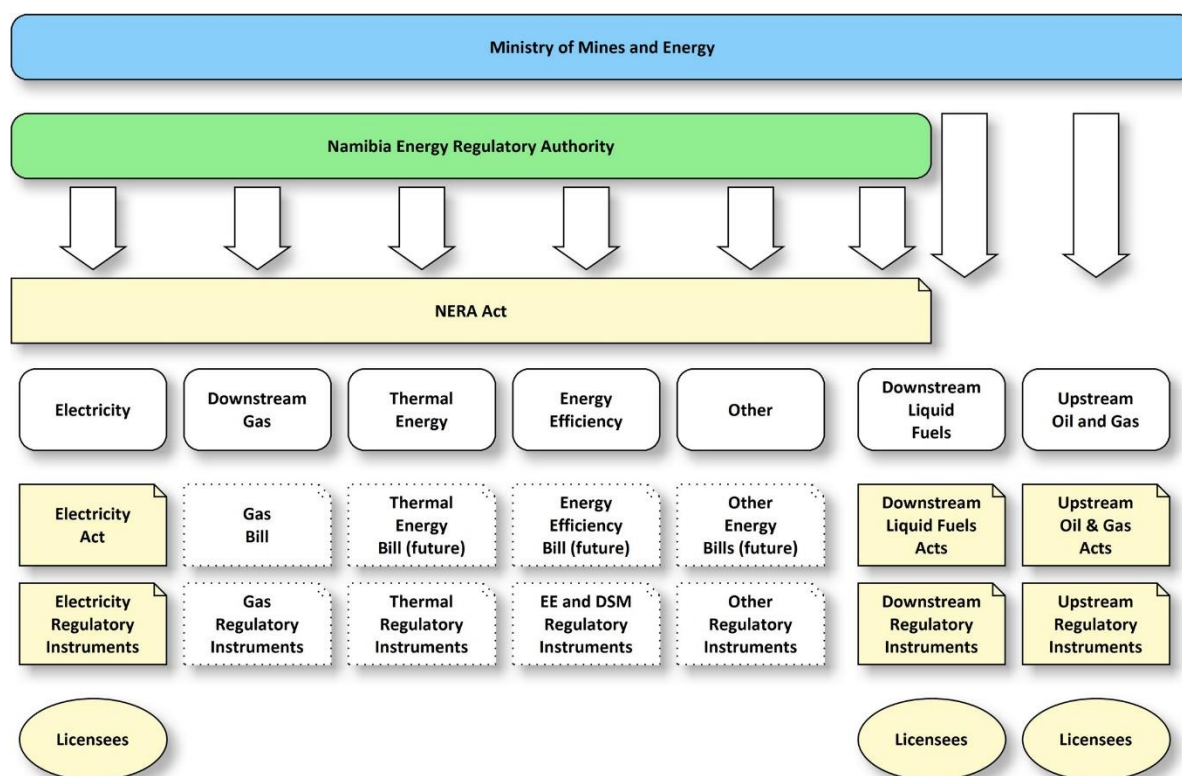 Ministry of Mines and Energy
Namibia Energy Regulatory Authority
NERA Act
Electricity
Downstream
Gas
Thermal
Energy
Energy
Efficiency
Other
Downstream
Liquid
Fuels
Upstream
Oil and Gas
Electricity
Act
Gas
Bill
Thermal
Energy
Bill (future)
Energy
Efficiency
Bill (future)
Other
Energy
Bills (future)
Downstream
Liquid Fuels
Acts
Upstream
Oil & Gas
Acts
Electricity
Regulatory
Instruments
Gas
Regulatory
Instruments
Thermal
Regulatory
Instruments
EE and DSM
Regulatory
Instruments
Other
Regulatory
Instruments
Downstream
Regulatory
Instruments
Upstream
Regulatory
Instruments
Licensees
Licensees
Licensees